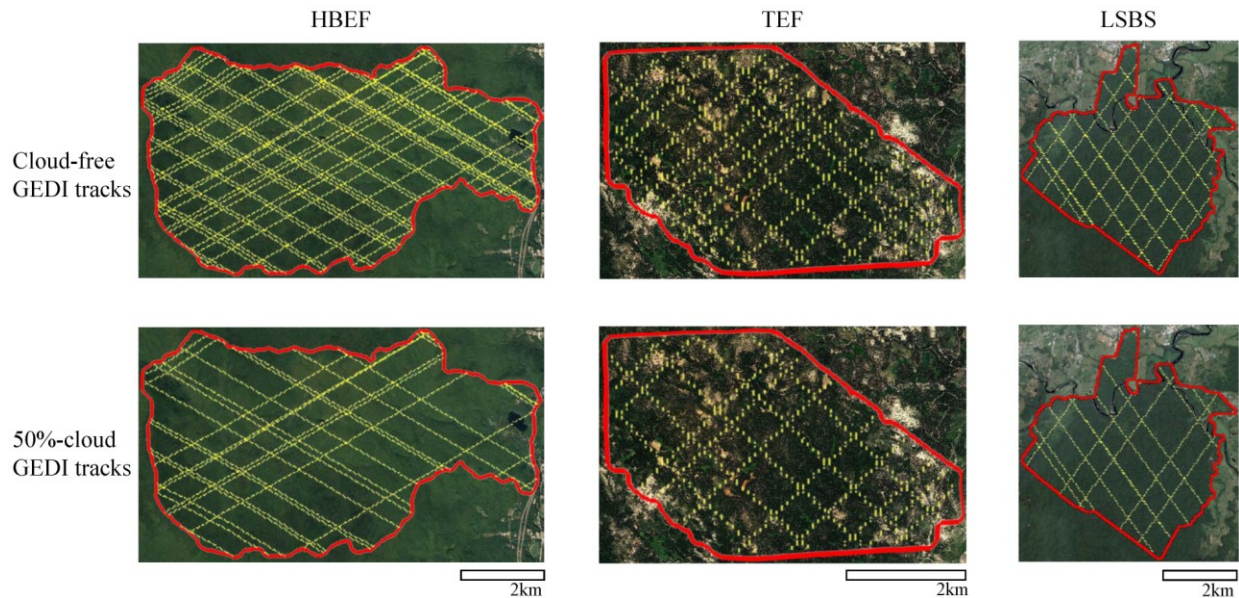 HBEF
TEF
LSBS
Cloud-free
GEDI tracks
50%-cloud
GEDI tracks
2km
2km
2km